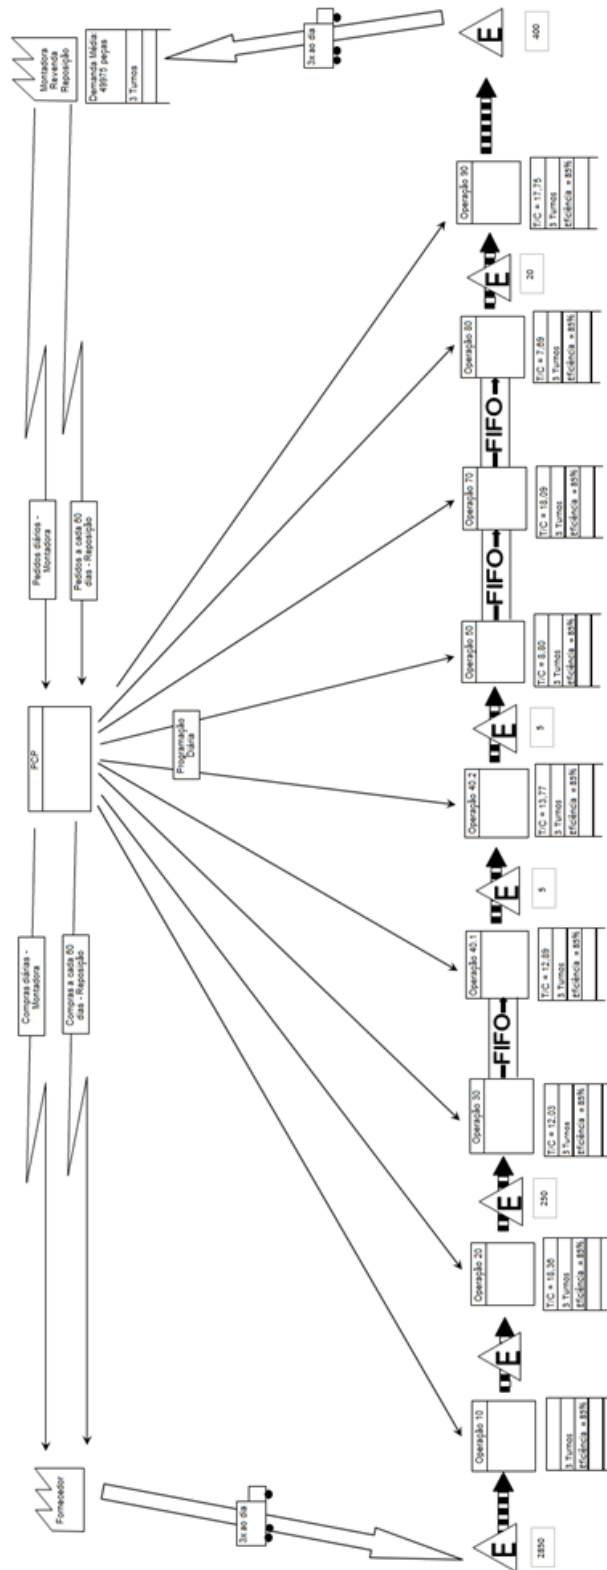 Fornecedor
Compras diárias -
Montadora
Compras a cada 60
dias - Reposição
PCP
Pedidos diários -
Montadora
Pedidos a cada 60
dias - Reposição
Montadora
Revenda
Reposição
Demanda Média:
49975 peças
3 Turnos
3x ao dia
3x ao dia
Programação
Diária
E
2850
Operação 10
3 Turnos
Eficiência = 85%
E
Operação 20
T/C = 18,36
3 Turnos
Eficiência = 85%
E
250
Operação 30
T/C = 12,03
3 Turnos
Eficiência = 85%
FIFO
Operação 40.1
T/C = 12,89
3 Turnos
Eficiência = 85%
E
5
Operação 40.2
T/C = 13,77
3 Turnos
Eficiência = 85%
E
5
Operação 50
T/C = 8,80
3 Turnos
Eficiência = 85%
FIFO
Operação 70
T/C = 18,09
3 Turnos
Eficiência = 85%
FIFO
Operação 80
T/C = 7,69
3 Turnos
Eficiência = 85%
E
20
Operação 90
T/C = 17,75
3 Turnos
Eficiência = 85%
E
400